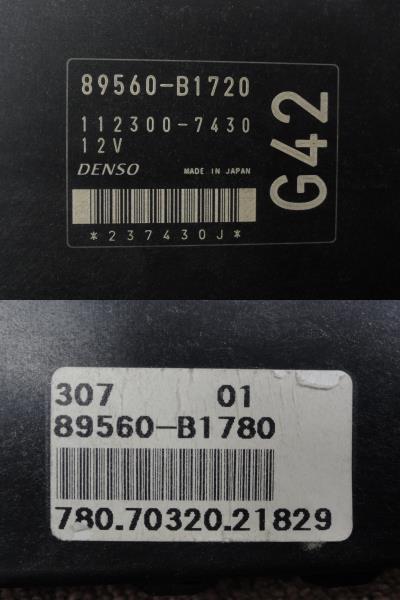 89560-B1720
112300-7430
12V
DENSO MADE IN JAPAN
*237430J*
G42
307 01
89560-B1780
780.70320.21829